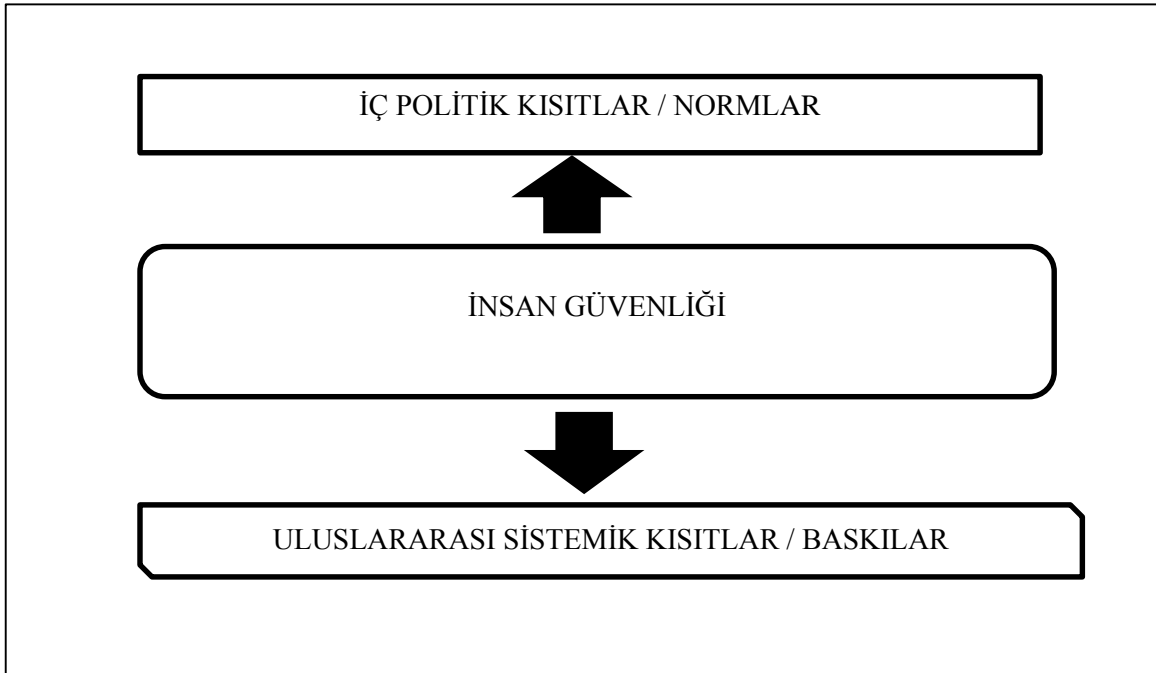 İÇ POLİTİK KISITLAR / NORMLAR
İNSAN GÜVENLİĞİ
ULUSLARARASI SİSTEMİK KISITLAR / BASKILAR